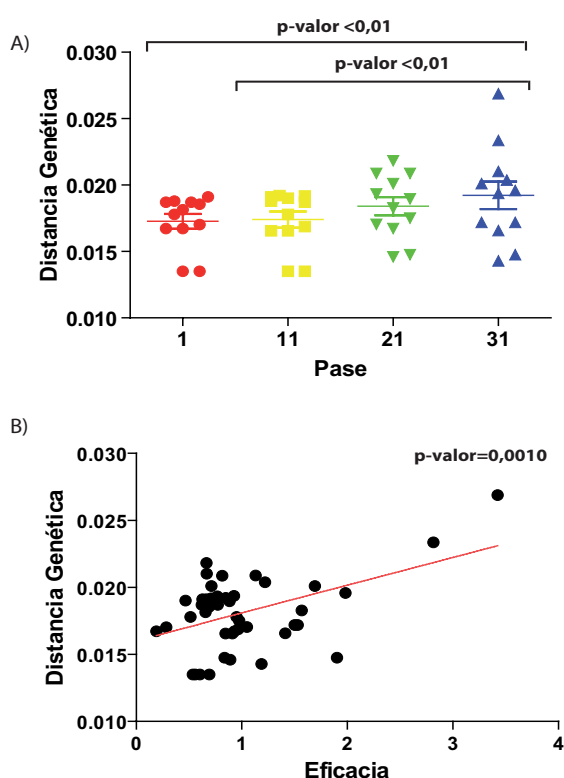 A)
p-valor <0,01
p-valor <0,01
Distancia Genética
0.030
0.025
0.020
0.015
0.010
1 11 21 31
Pase
B)
p-valor=0,0010
Distancia Genética
0.030
0.025
0.020
0.015
0.010
0 1 2 3 4
Eficacia